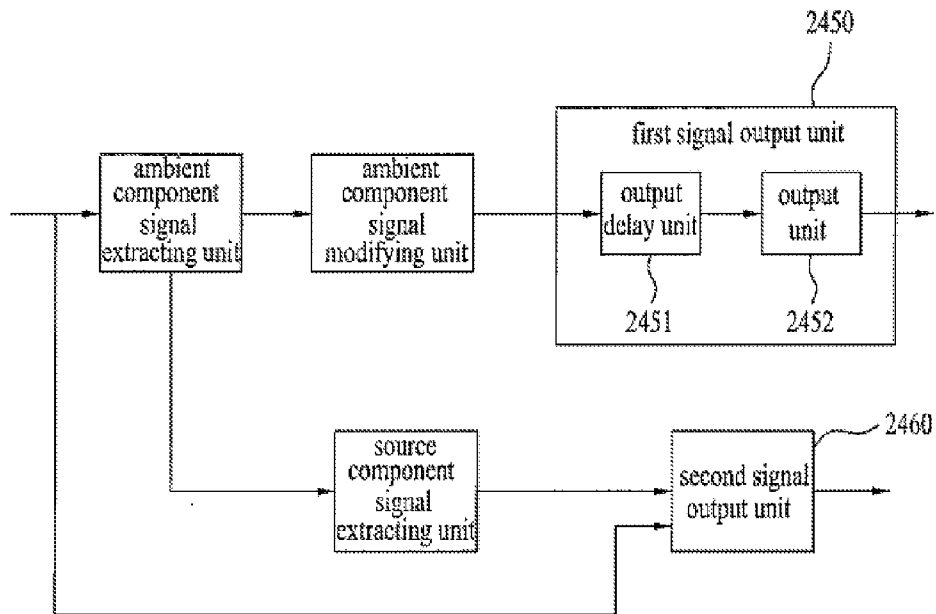 2450
first signal output unit
ambient
component
signal
extracting unit
ambient
component
signal
modifying unit
output
delay unit
output
unit
2451
2452
source
component
signal
extracting unit
second signal
output unit
2460